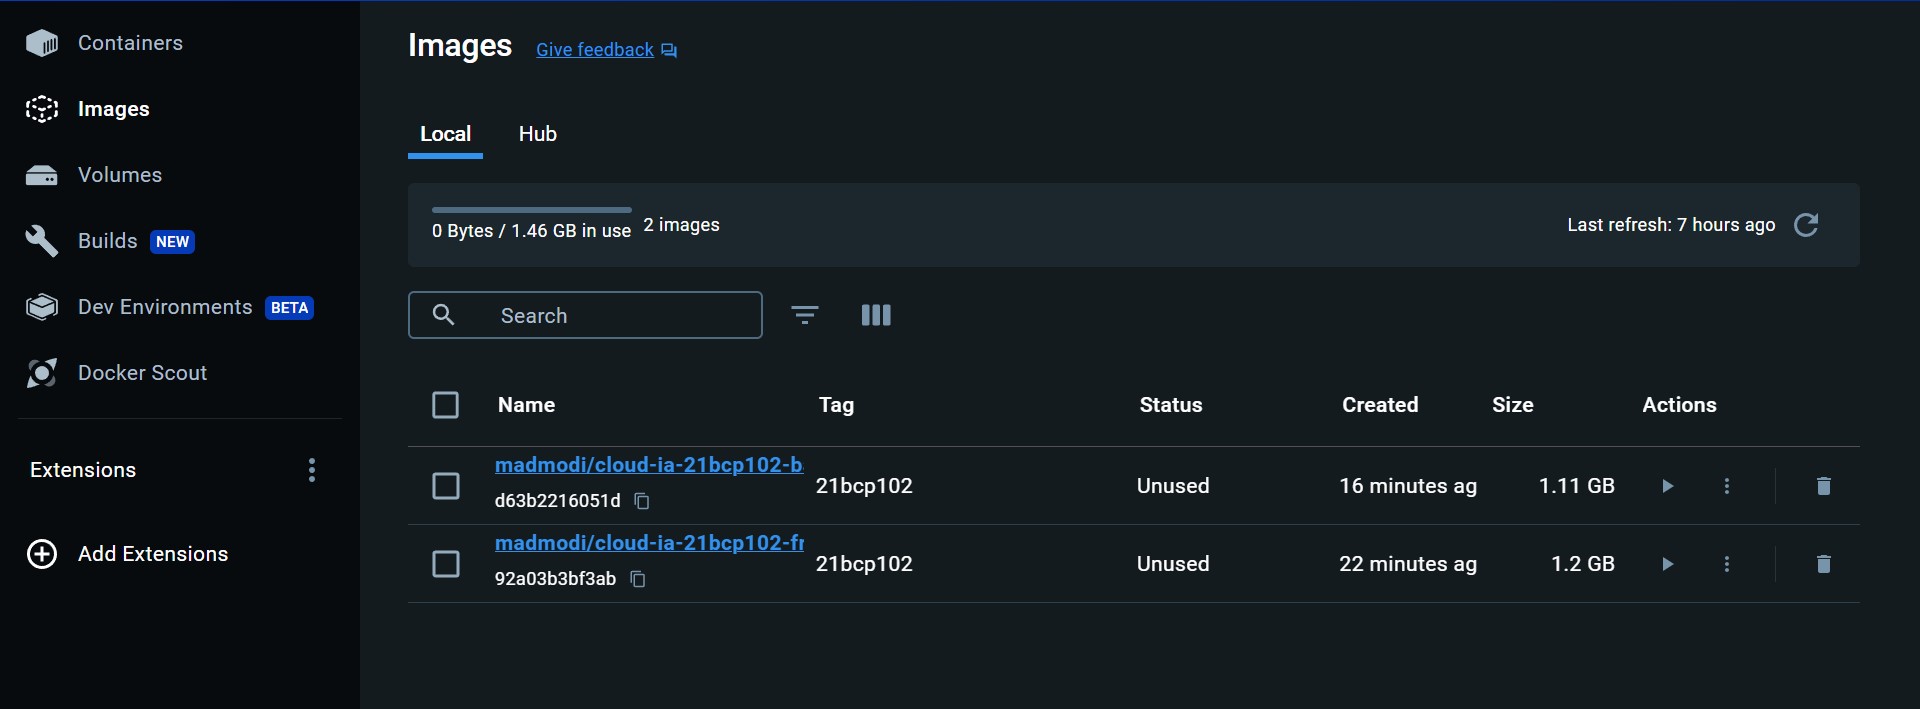 Containers
Images
Volumes
Builds NEW
Dev Environments BETA
Docker Scout
Extensions
Add Extensions
Images Give feedback
Local Hub
0 Bytes / 1.46 GB in use 2 images Last refresh: 7 hours ago
Search
Name Tag Status Created Size Actions
madmodi/cloud-ia-21bcp102-b
d63b2216051d 21bcp102 Unused 16 minutes ag 1.11 GB
madmodi/cloud-ia-21bcp102-fr
92a03b3bf3ab 21bcp102 Unused 22 minutes ag 1.2 GB